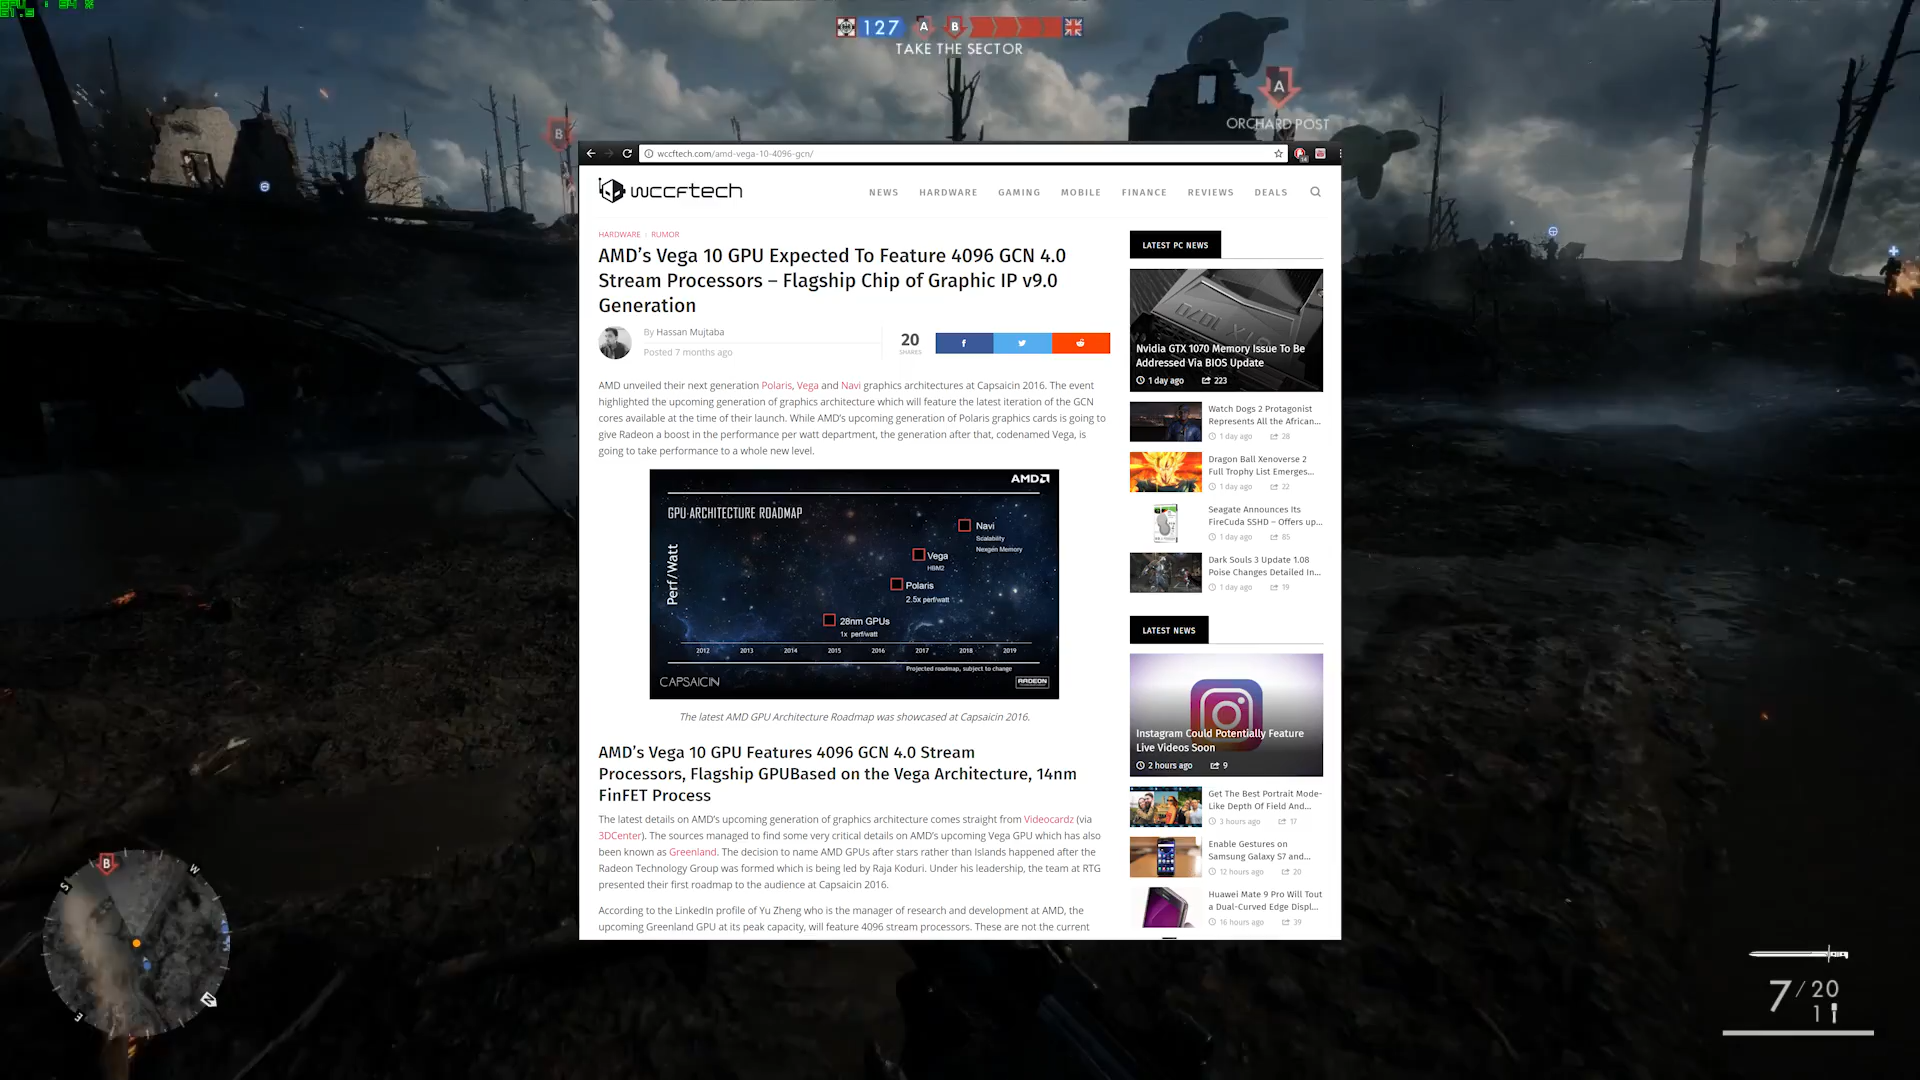 127 A B
TAKE THE SECTOR
A
ORCHARD POST
B
wccftech.com/amd-vega-10-4096-gcn/
wccftech
NEWS HARDWARE GAMING MOBILE FINANCE REVIEWS DEALS
HARDWARE RUMOR
AMD's Vega 10 GPU Expected To Feature 4096 GCN 4.0
Stream Processors – Flagship Chip of Graphic IP v9.0
Generation
By Hassan Mujtaba
Posted 7 months ago
20
SHARES
AMD unveiled their next generation Polaris, Vega and Navi graphics architectures at Capsaicin 2016. The event
highlighted the upcoming generation of graphics architecture which will feature the latest iteration of the GCN
cores available at the time of their launch. While AMD's upcoming generation of Polaris graphics cards is going to
give Radeon a boost in the performance per watt department, the generation after that, codenamed Vega, is
going to take performance to a whole new level.
AMD
GPU ARCHITECTURE ROADMAP
Perf/Watt
Navi
Scalability
Nexgen Memory
Vega
HBM2
Polaris
2.5x perf/watt
28nm GPUs
1x perf/watt
2012 2013 2014 2015 2016 2017 2018 2019
Projected roadmap, subject to change
CAPSAICIN
RADEON
The latest AMD GPU Architecture Roadmap was showcased at Capsaicin 2016.
AMD's Vega 10 GPU Features 4096 GCN 4.0 Stream
Processors, Flagship GPUBased on the Vega Architecture, 14nm
FinFET Process
The latest details on AMD's upcoming generation of graphics architecture comes straight from Videocardz (via
3DCenter). The sources managed to find some very critical details on AMD's upcoming Vega GPU which has also
been known as Greenland. The decision to name AMD GPUs after stars rather than Islands happened after the
Radeon Technology Group was formed which is being led by Raja Koduri. Under his leadership, the team at RTG
presented their first roadmap to the audience at Capsaicin 2016.
According to the LinkedIn profile of Yu Zheng who is the manager of research and development at AMD, the
upcoming Greenland GPU at its peak capacity, will feature 4096 stream processors. These are not the current
LATEST PC NEWS
GTX 1070
Nvidia GTX 1070 Memory Issue To Be
Addressed Via BIOS Update
1 day ago 223
Watch Dogs 2 Protagonist
Represents All the African...
1 day ago 28
Dragon Ball Xenoverse 2
Full Trophy List Emerges...
1 day ago 22
Seagate Announces Its
FireCuda SSHD – Offers up...
1 day ago 85
Dark Souls 3 Update 1.08
Poise Changes Detailed In...
1 day ago 19
LATEST NEWS
Instagram Could Potentially Feature
Live Videos Soon
2 hours ago 9
Get The Best Portrait Mode-
Like Depth Of Field And...
3 hours ago 17
Enable Gestures on
Samsung Galaxy S7 and...
12 hours ago 20
Huawei Mate 9 Pro Will Tout
a Dual-Curved Edge Displ...
16 hours ago 39
B
S
W
E
7/20
1